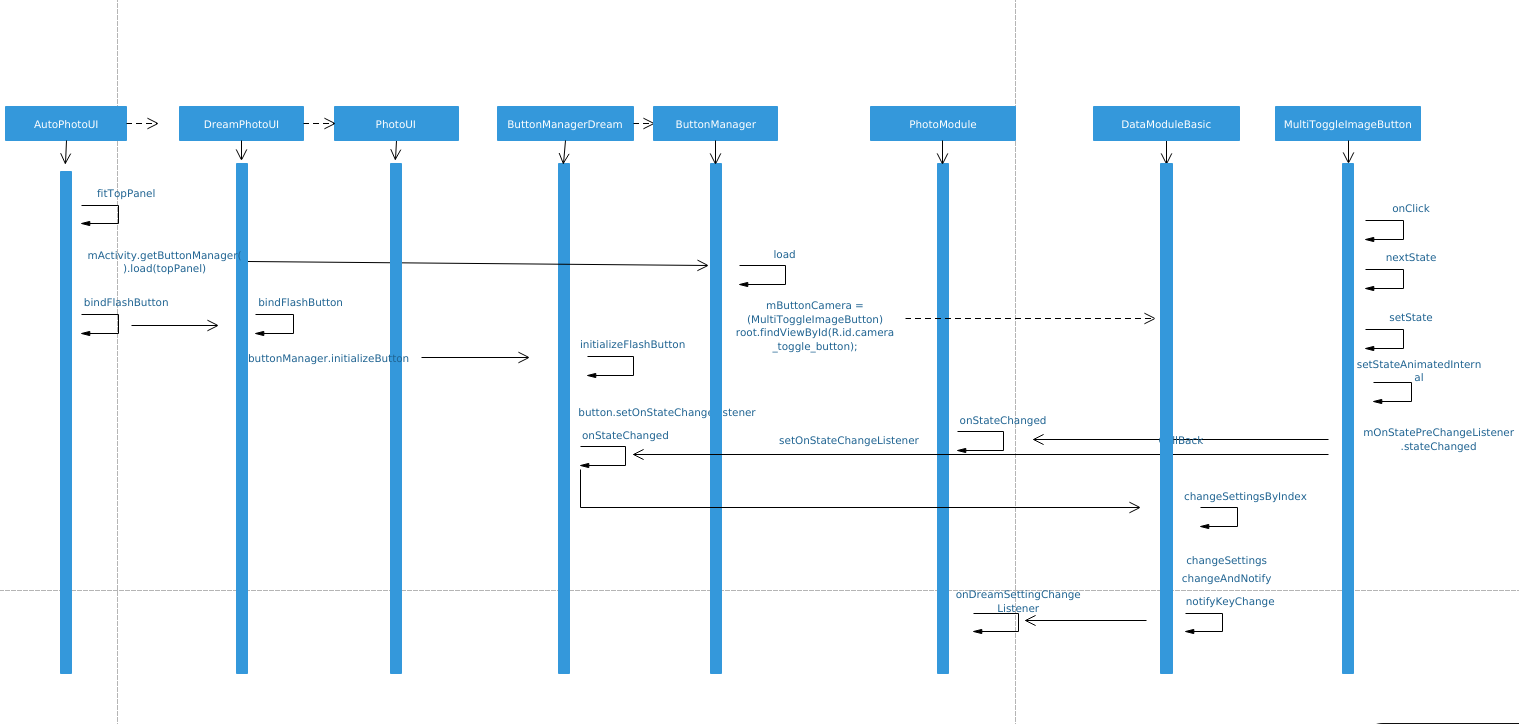 AutoPhotoUI
DreamPhotoUI
PhotoUI
ButtonManagerDream
ButtonManager
PhotoModule
DataModuleBasic
MultiToggleImageButton
fitTopPanel
onClick
mActivity.getButtonManager(
).load(topPanel)
load
nextState
bindFlashButton
bindFlashButton
mButtonCamera =
(MultiToggleImageButton)
root.findViewById(R.id.camera
_toggle_button);
setState
initializeFlashButton
buttonManager.initializeButton
setStateAnimatedIntern
al
button.setOnStateChangeListener
onStateChanged
onStateChanged
setOnStateChangeListener
mOnStatePreChangeListener
.stateChanged
changeSettingsByIndex
changeSettings
changeAndNotify
onDreamSettingChange
Listener
notifyKeyChange